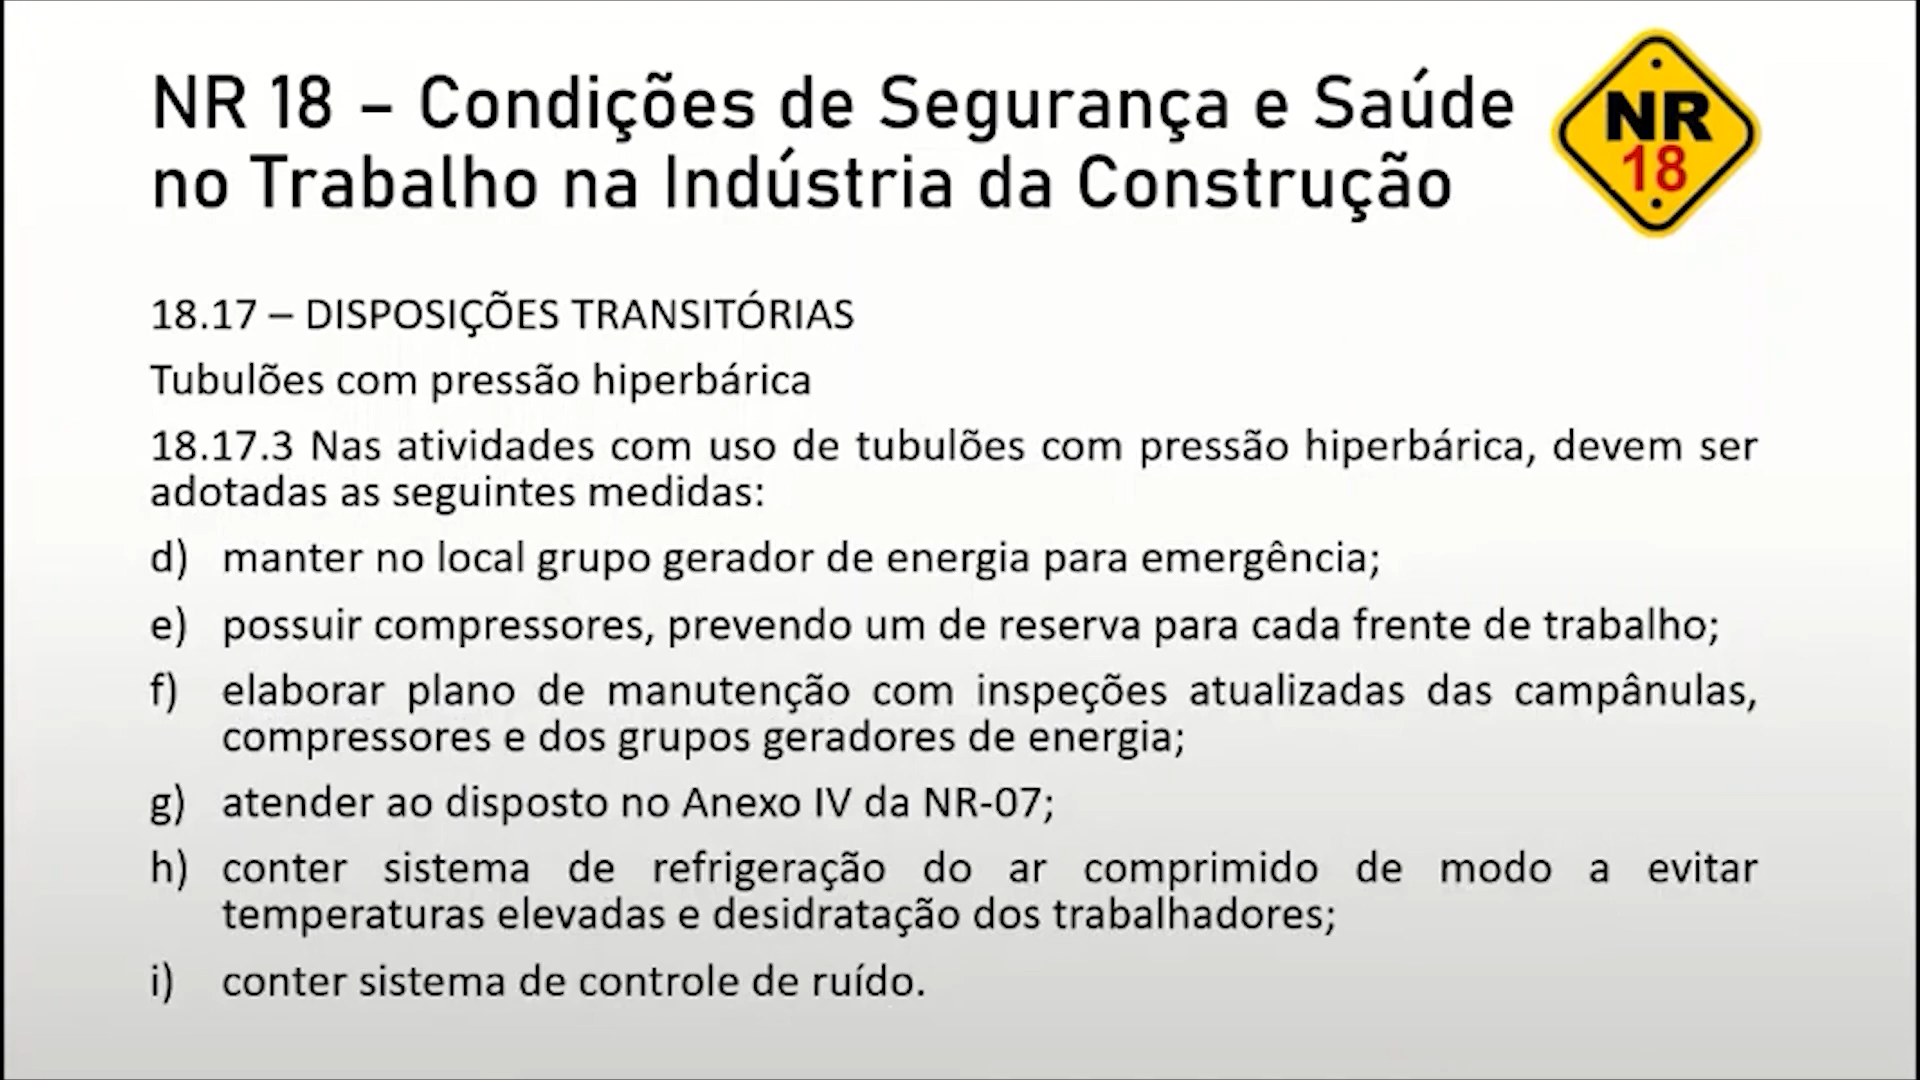 NR 18 – Condições de Segurança e Saúde
no Trabalho na Indústria da Construção
NR
18
18.17 – DISPOSIÇÕES TRANSITÓRIAS
Tubulões com pressão hiperbárica
18.17.3 Nas atividades com uso de tubulões com pressão hiperbárica, devem ser
adotadas as seguintes medidas:
d) manter no local grupo gerador de energia para emergência;
e) possuir compressores, prevendo um de reserva para cada frente de trabalho;
f) elaborar plano de manutenção com inspeções atualizadas das campânulas,
compressores e dos grupos geradores de energia;
g) atender ao disposto no Anexo IV da NR-07;
h) conter sistema de refrigeração do ar comprimido de modo a evitar
temperaturas elevadas e desidratação dos trabalhadores;
i) conter sistema de controle de ruído.